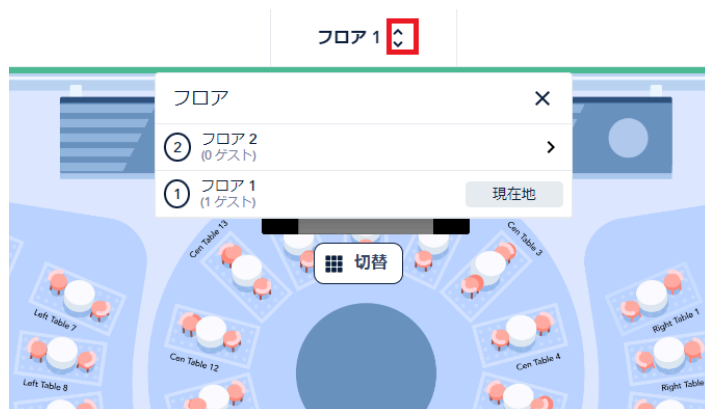 フロア 1
フロア
2 フロア 2
(0 ゲスト)
1 フロア 1
(1 ゲスト)
現在地
Cen Table 13
Cen Table 3
切替
Left Table 7
Right Table 1
Cen Table 12
Cen Table 4
Left Table 8
Right Table